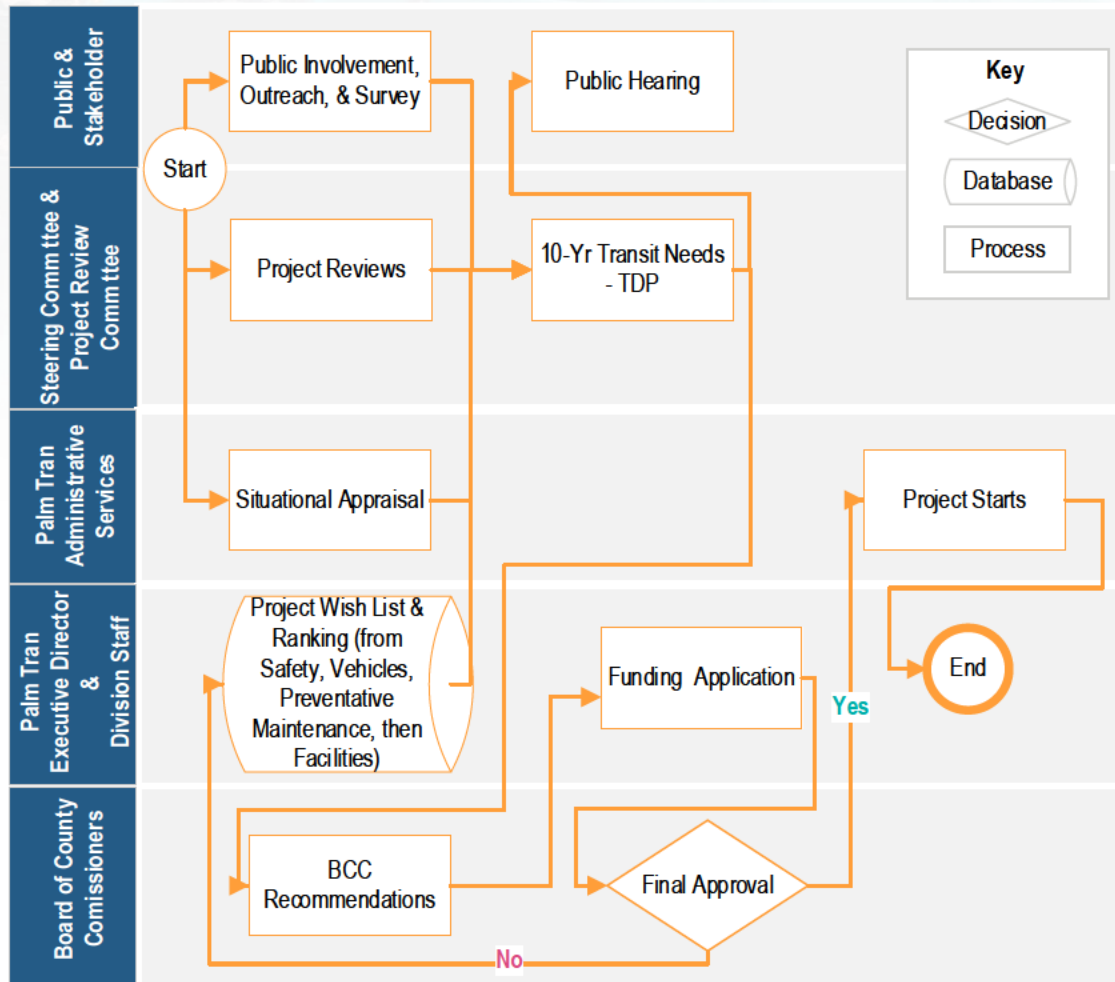 Public &
Stakeholder
Public Involvement,
Outreach, & Survey
Public Hearing
Key
Decision
Database
Process
Start
Steering Committee &
Project Review
Committee
Project Reviews
10-Yr Transit Needs
- TDP
Palm Tran
Administrative
Services
Situational Appraisal
Project Starts
Palm Tran
Executive Director
&
Division Staff
Project Wish List &
Ranking (from
Safety, Vehicles,
Preventative
Maintenance, then
Facilities)
Funding Application
Yes
End
Board of County
Comissioners
BCC
Recommendations
Final Approval
No